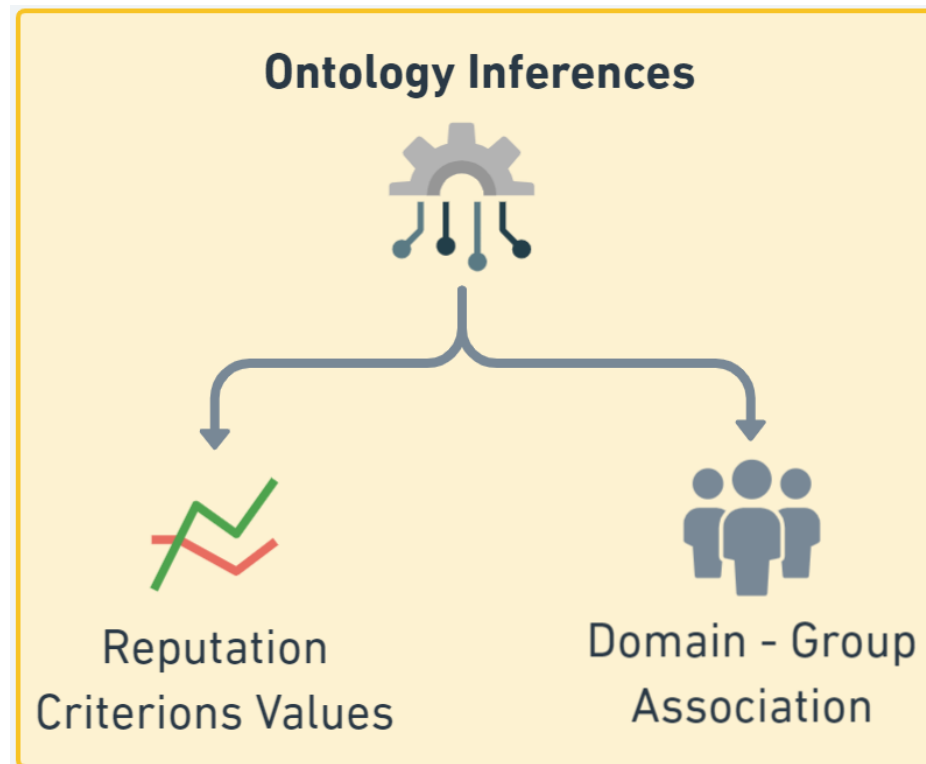 Ontology Inferences
Reputation
Criterions Values
Domain - Group
Association